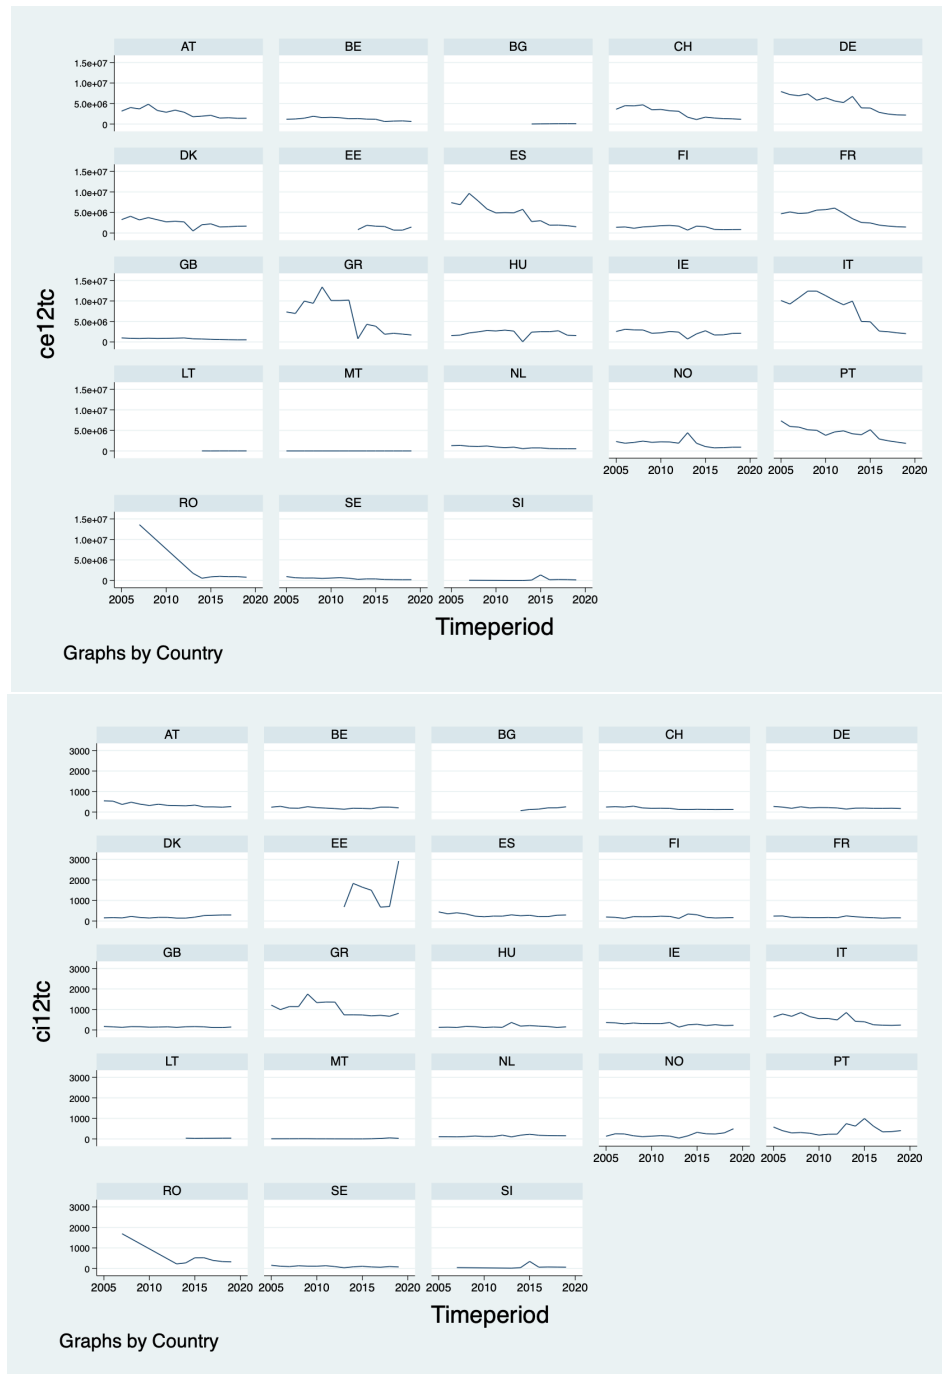 AT BE BG CH DE
1.5e+07
1.0e+07
5.0e+06
0
DK EE ES FI FR
1.5e+07
1.0e+07
5.0e+06
0
GB GR HU IE IT
1.5e+07
1.0e+07
5.0e+06
0
ce12tc
LT MT NL NO PT
1.5e+07
1.0e+07
5.0e+06
0
2005 2010 2015 2020 2005 2010 2015 2020
RO SE SI
1.5e+07
1.0e+07
5.0e+06
0
2005 2010 2015 2020 2005 2010 2015 2020 2005 2010 2015 2020
Timeperiod
Graphs by Country
AT BE BG CH DE
3000
2000
1000
0
DK EE ES FI FR
3000
2000
1000
0
GB GR HU IE IT
3000
2000
1000
0
ci12tc
LT MT NL NO PT
3000
2000
1000
0
2005 2010 2015 2020 2005 2010 2015 2020
RO SE SI
3000
2000
1000
0
2005 2010 2015 2020 2005 2010 2015 2020 2005 2010 2015 2020
Timeperiod
Graphs by Country